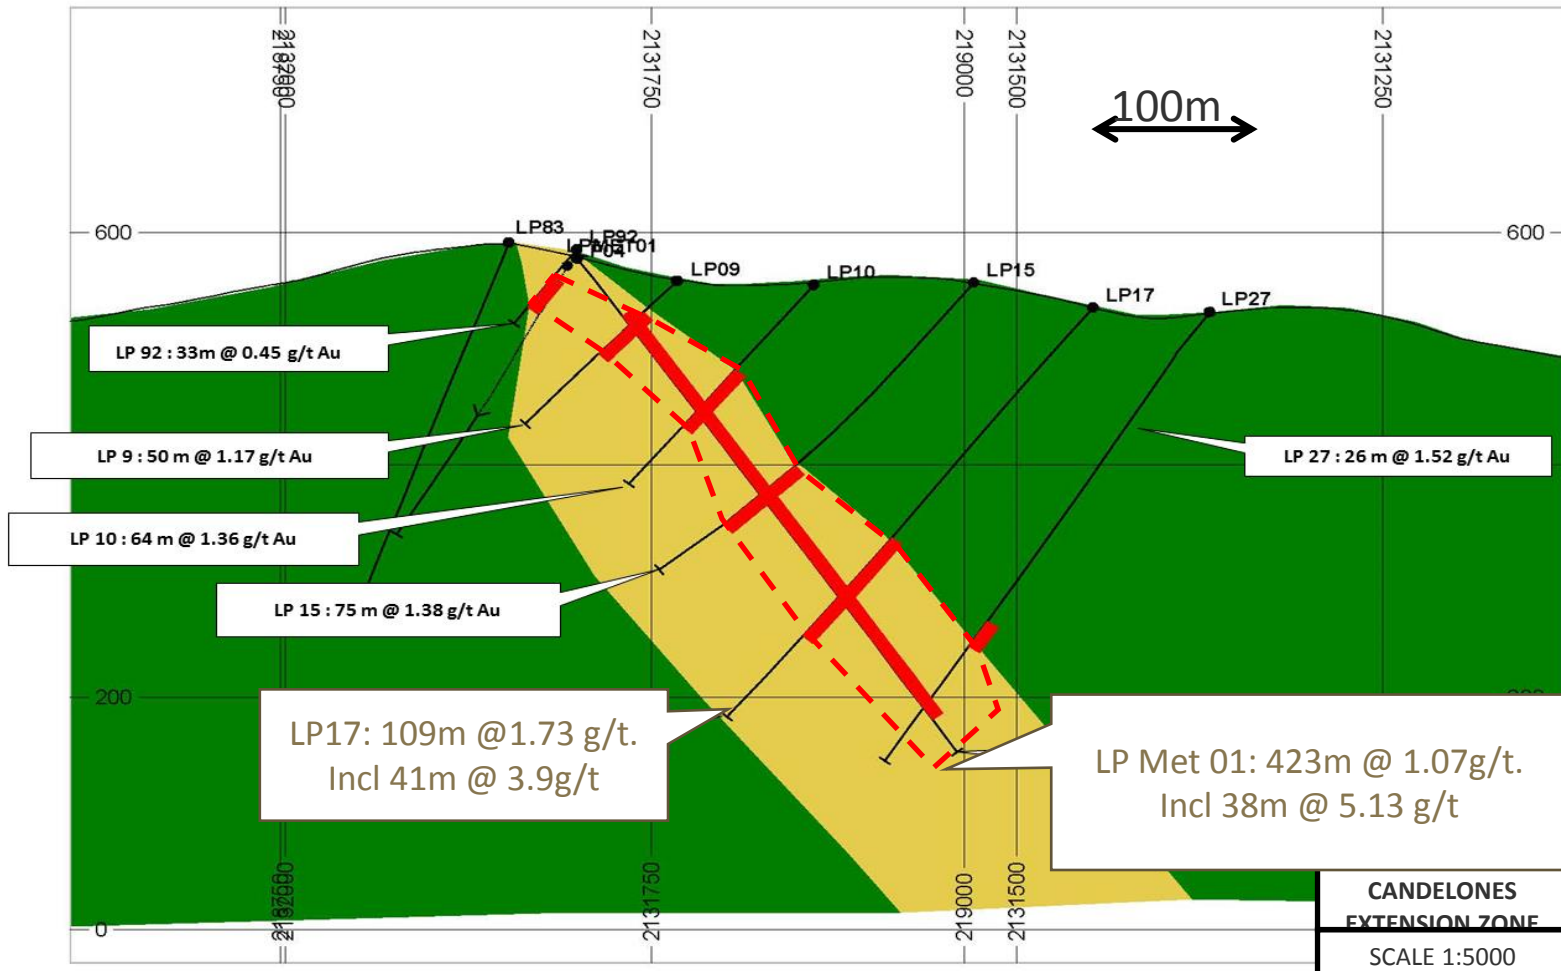 2131750
219000
2131500
2131250
100m
600
600
LP83
LP92
LP09
LP10
LP15
LP17
LP27
LP 92 : 33m @ 0.45 g/t Au
LP 9 : 50 m @ 1.17 g/t Au
LP 27 : 26 m @ 1.52 g/t Au
LP 10 : 64 m @ 1.36 g/t Au
LP 15 : 75 m @ 1.38 g/t Au
200
LP17: 109m @1.73 g/t.
Incl 41m @ 3.9g/t
LP Met 01: 423m @ 1.07g/t.
Incl 38m @ 5.13 g/t
2131750
219000
2131500
0
CANDELONES
EXTENSION ZONE
SCALE 1:5000